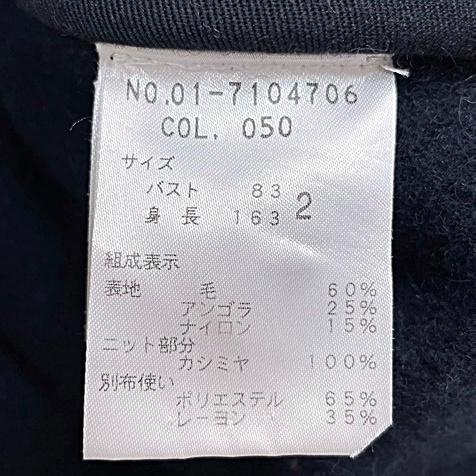 NO.01-7104706
COL. 050
サイズ
バスト 83
身長 163 2
組成表示
表地 毛 60%
アンゴラ 25%
ナイロン 15%
ニット部分
カシミヤ 100%
別布使い
ポリエステル 65%
レーヨン 35%